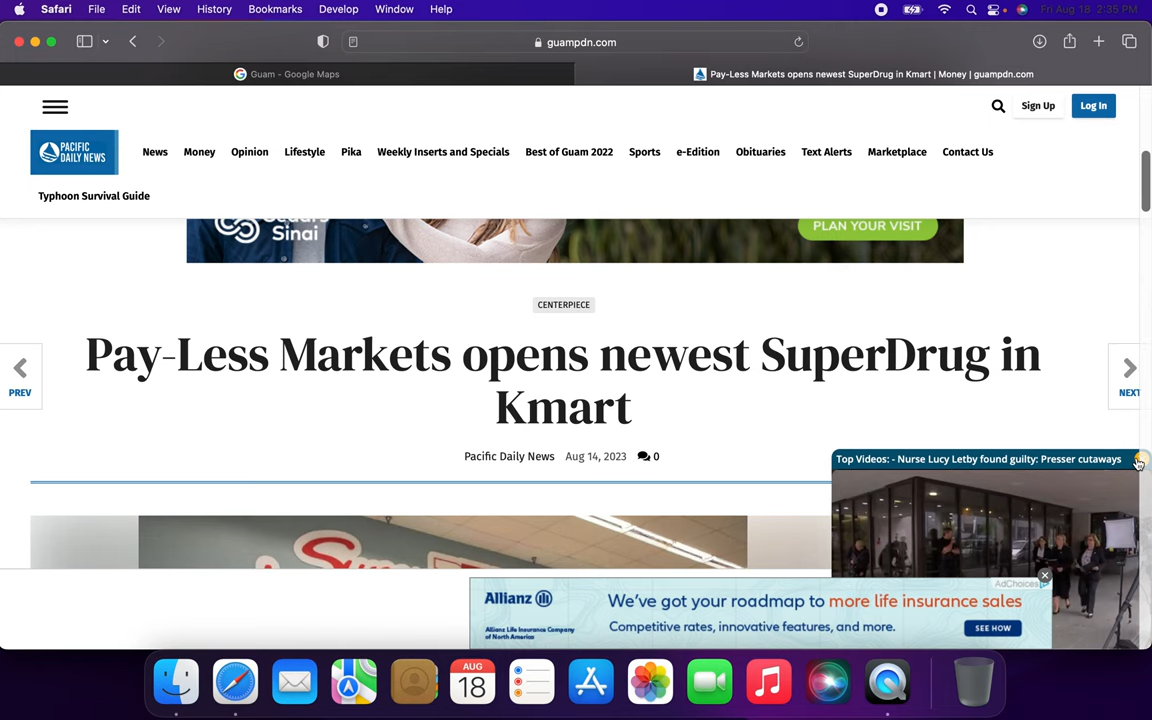 Safari File Edit View History Bookmarks Develop Window Help Fri Aug 18 2:35 PM
guampdn.com
Guam - Google Maps
Pay-Less Markets opens newest SuperDrug in Kmart | Money | guampdn.com
Sign Up Log In
PACIFIC
DAILY NEWS
News Money Opinion Lifestyle Pika Weekly Inserts and Specials Best of Guam 2022 Sports e-Edition Obituaries Text Alerts Marketplace Contact Us
Typhoon Survival Guide
Sinai
PLAN YOUR VISIT
CENTERPIECE
Pay-Less Markets opens newest SuperDrug in
Kmart
PREV
NEXT
Pacific Daily News Aug 14, 2023 0
Top Videos: - Nurse Lucy Letby found guilty: Presser cutaways
AdChoices
Allianz
We've got your roadmap to more life insurance sales
Allianz Life Insurance Company
of North America
Competitive rates, innovative features, and more.
SEE HOW
AUG
18